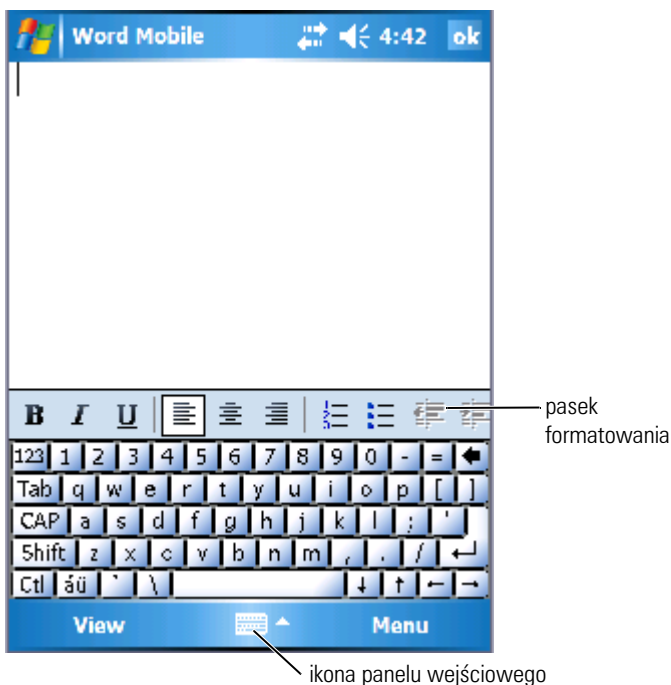 Word Mobile 4:42 ok
B I U
pasek
formatowania
123 1 2 3 4 5 6 7 8 9 0 - =
Tab q w e r t y u i o p [ ]
CAP a s d f g h j k l ; '
Shift z x c v b n m , . /
Ctl áü ` \
View Menu
ikona panelu wejściowego